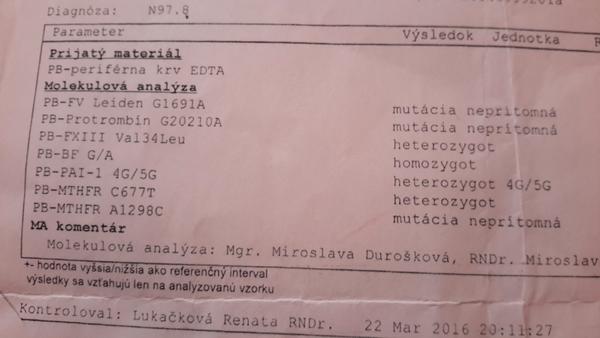 Diagnóza: N97.8
Parameter Výsledok Jednotka R
Prijatý materiál
PB-periférna krv EDTA
Molekulová analýza
PB-FV Leiden G1691A mutácia neprítomná
PB-Protrombin G20210A mutácia neprítomná
PB-FXIII Val34Leu heterozygot
PB-BF G/A homozygot
PB-PAI-1 4G/5G heterozygot 4G/5G
PB-MTHFR C677T heterozygot
PB-MTHFR A1298C mutácia neprítomná
MA komentár
Molekulová analýza: Mgr. Miroslava Durošková, RNDr. Miroslav
+- hodnota vyššia/nižšia ako referenčný interval
výsledky sa vzťahujú len na analyzovanú vzorku
Kontroloval: Lukačková Renata RNDr. 22 Mar 2016 20:11:27